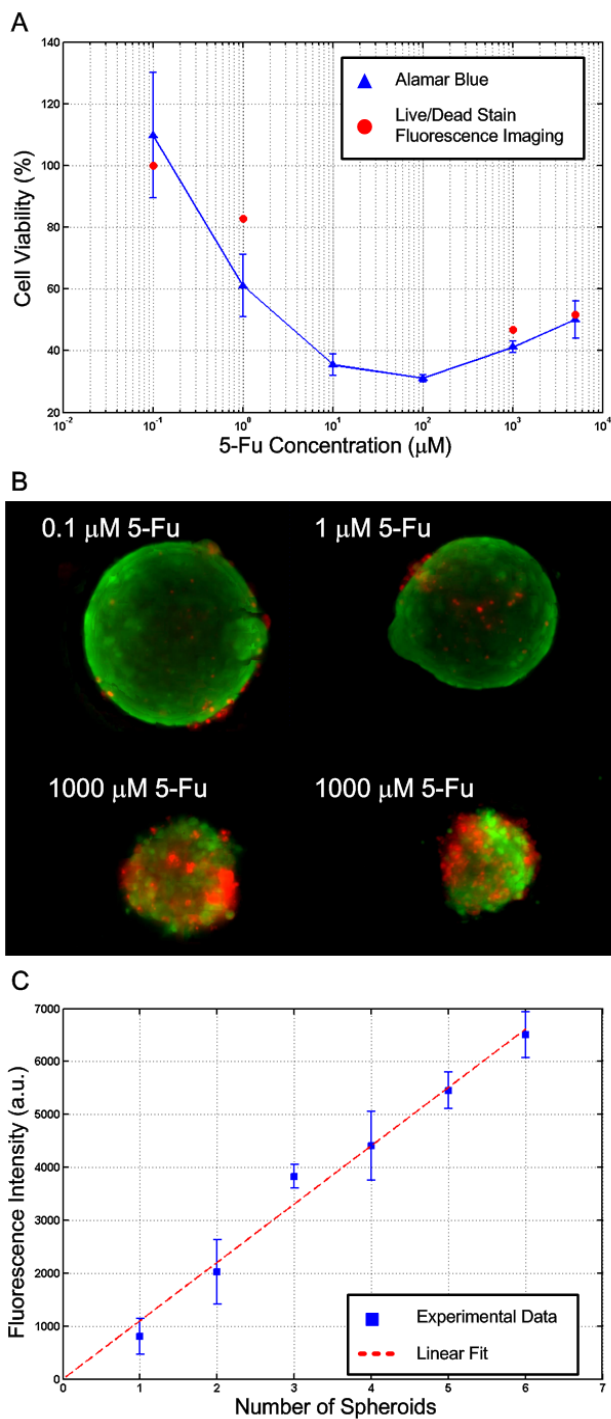 A
140
120
100
80
60
40
20
Cell Viability (%)
Alamar Blue
Live/Dead Stain
Fluorescence Imaging
10⁻² 10⁻¹ 10⁰ 10¹ 10² 10³ 10⁴
5-Fu Concentration (μM)
B
0.1 μM 5-Fu
1 μM 5-Fu
1000 μM 5-Fu
1000 μM 5-Fu
C
7000
6000
5000
4000
3000
2000
1000
0
Fluorescence Intensity (a.u.)
Experimental Data
Linear Fit
0 1 2 3 4 5 6 7
Number of Spheroids